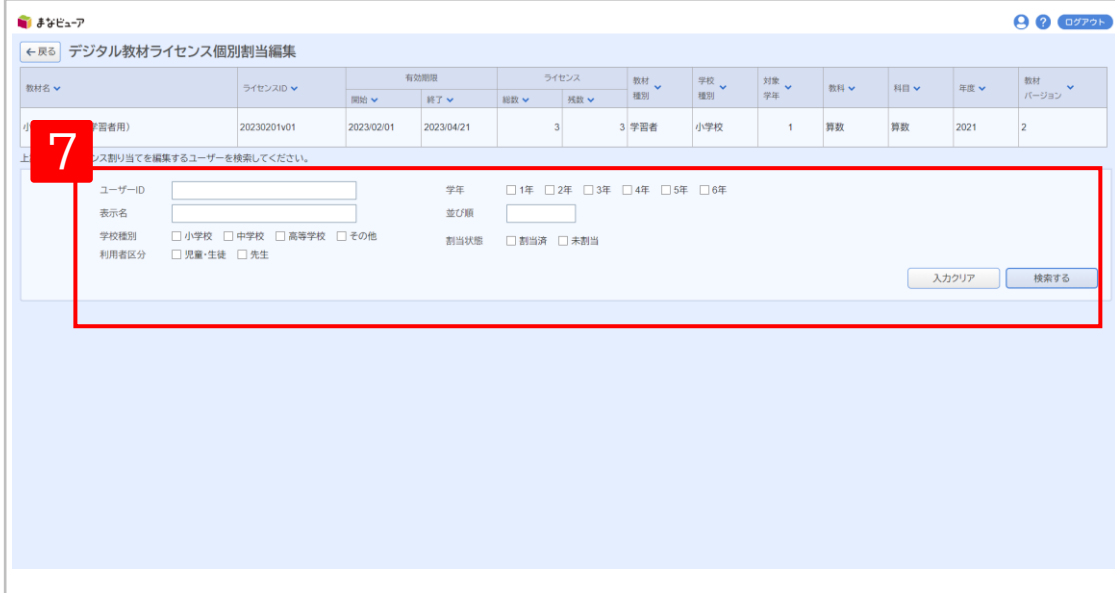 まなビューア
ログアウト
←戻る デジタル教材ライセンス個別割当編集
教材名 ライセンスID 有効期限 開始 終了 ライセンス 総数 残数 教材種別 学校種別 対象学年 教科 科目 年度 教材バージョン
小 学習者用） 20230201v01 2023/02/01 2023/04/21 3 3 学習者 小学校 1 算数 算数 2021 2
7
上 ンス割り当てを編集するユーザーを検索してください。
ユーザーID 学年 1年 2年 3年 4年 5年 6年
表示名 並び順
学校種別 小学校 中学校 高等学校 その他 割当状態 割当済 未割当
利用者区分 児童・生徒 先生
入力クリア 検索する